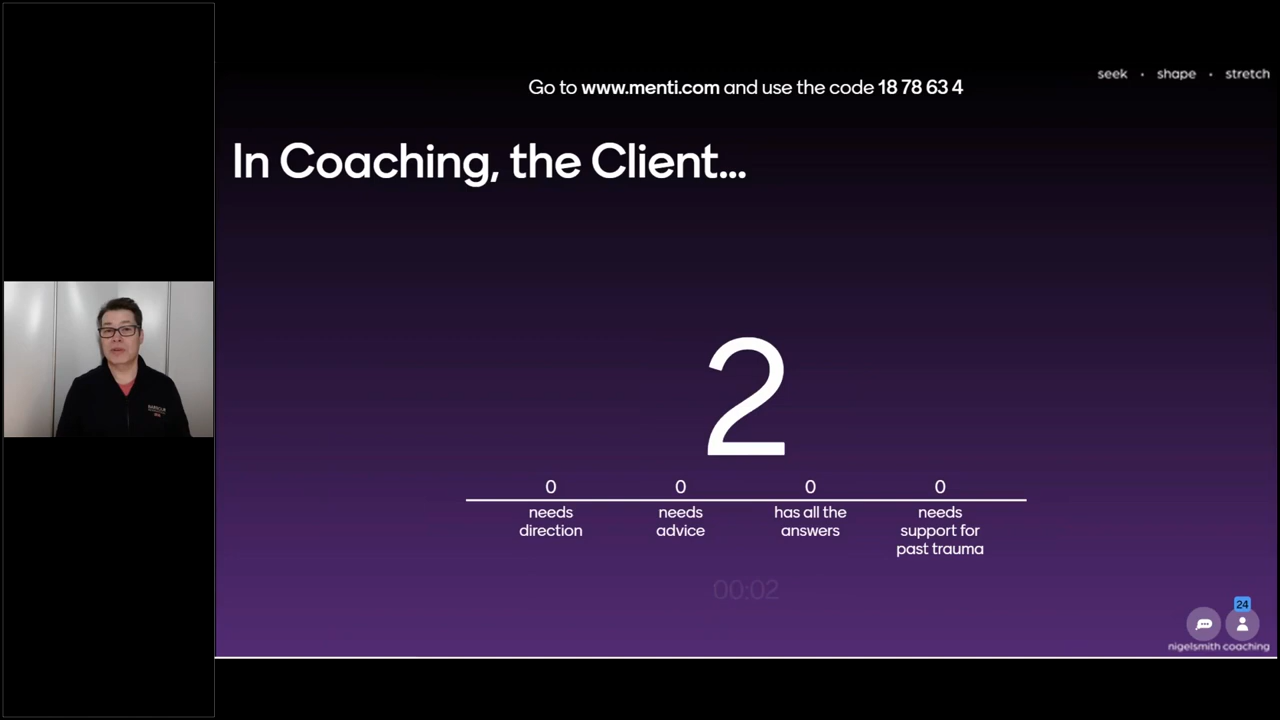 Go to www.menti.com and use the code 18 78 63 4
seek · shape · stretch
In Coaching, the Client...
2
0 0 0 0
needs direction
needs advice
has all the answers
needs support for past trauma
00:02
24
nigelsmith coaching